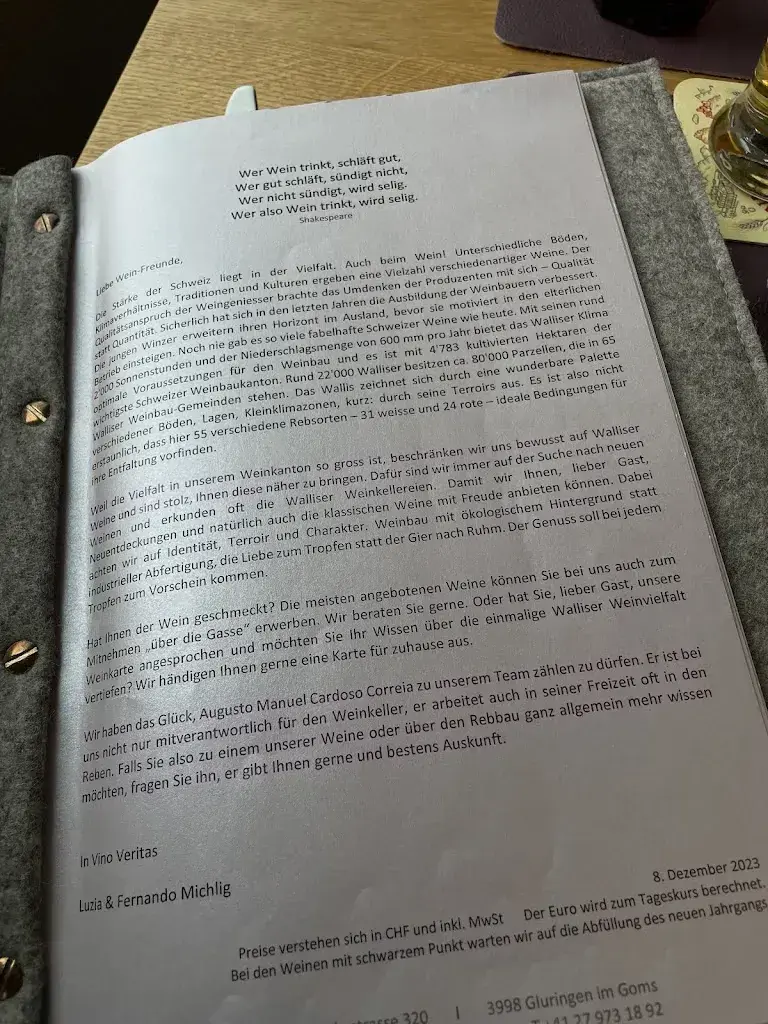 Wer Wein trinkt, schläft gut,
Wer gut schläft, sündigt nicht,
Wer nicht sündigt, wird selig.
Wer also Wein trinkt, wird selig.
Shakespeare
Liebe Wein-Freunde,
Die Stärke der Schweiz liegt in der Vielfalt. Auch beim Wein! Unterschiedliche Böden,
Klimaverhältnisse, Traditionen und Kulturen ergeben eine Vielzahl verschiedenartiger Weine. Der
Qualitätsanspruch der Weingeniesser brachte das Umdenken der Produzenten mit sich – Qualität
statt Quantität. Sicherlich hat sich in den letzten Jahren die Ausbildung der Weinbauern verbessert.
Die jungen Winzer erweitern ihren Horizont im Ausland, bevor sie motiviert in den elterlichen
Betrieb einsteigen. Noch nie gab es so viele fabelhafte Schweizer Weine wie heute. Mit seinen rund
2'000 Sonnenstunden und der Niederschlagsmenge von 600 mm pro Jahr bietet das Walliser Klima
optimale Voraussetzungen für den Weinbau und es ist mit 4'783 kultivierten Hektaren der
wichtigste Schweizer Weinbaukanton. Rund 22'000 Walliser besitzen ca. 80'000 Parzellen, die in 65
Walliser Weinbau-Gemeinden stehen. Das Wallis zeichnet sich durch eine wunderbare Palette
verschiedener Böden, Lagen, Kleinklimazonen, kurz: durch seine Terroirs aus. Es ist also nicht
erstaunlich, dass hier 55 verschiedene Rebsorten – 31 weisse und 24 rote – ideale Bedingungen für
ihre Entfaltung vorfinden.
Weil die Vielfalt in unserem Weinkanton so gross ist, beschränken wir uns bewusst auf Walliser
Weine und sind stolz, Ihnen diese näher zu bringen. Dafür sind wir immer auf der Suche nach neuen
Weinen und erkunden oft die Walliser Weinkellereien. Damit wir Ihnen, lieber Gast,
Neuentdeckungen und natürlich auch die klassischen Weine mit Freude anbieten können. Dabei
achten wir auf Identität, Terroir und Charakter. Weinbau mit ökologischem Hintergrund statt
industrieller Abfertigung, die Liebe zum Tropfen statt der Gier nach Ruhm. Der Genuss soll bei jedem
Tropfen zum Vorschein kommen.
Hat Ihnen der Wein geschmeckt? Die meisten angebotenen Weine können Sie bei uns auch zum
Mitnehmen „über die Gasse“ erwerben. Wir beraten Sie gerne. Oder hat Sie, lieber Gast, unsere
Weinkarte angesprochen und möchten Sie Ihr Wissen über die einmalige Walliser Weinvielfalt
vertiefen? Wir händigen Ihnen gerne eine Karte für zuhause aus.
Wir haben das Glück, Augusto Manuel Cardoso Correia zu unserem Team zählen zu dürfen. Er ist bei
uns nicht nur mitverantwortlich für den Weinkeller, er arbeitet auch in seiner Freizeit oft in den
Reben. Falls Sie also zu einem unserer Weine oder über den Rebbau ganz allgemein mehr wissen
möchten, fragen Sie ihn, er gibt Ihnen gerne und bestens Auskunft.
In Vino Veritas
Luzia & Fernando Michlig
8. Dezember 2023
Preise verstehen sich in CHF und inkl. MwSt Der Euro wird zum Tageskurs berechnet.
Bei den Weinen mit schwarzem Punkt warten wir auf die Abfüllung des neuen Jahrgangs
320 I 3998 Gluringen im Goms
T +41 27 973 18 92